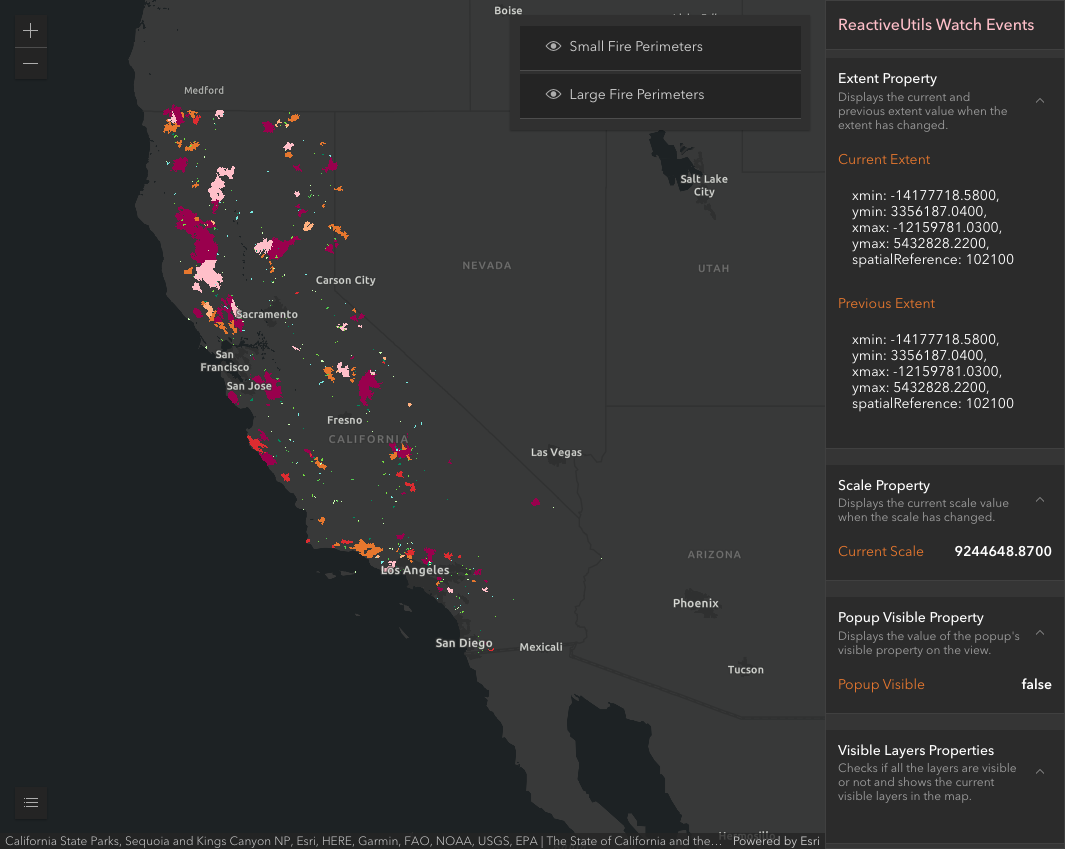 Boise
Small Fire Perimeters
Large Fire Perimeters
Medford
Salt Lake
City
NEVADA
UTAH
Carson City
Sacramento
San
Francisco
San Jose
Fresno
CALIFORNIA
Las Vegas
ARIZONA
Los Angeles
Phoenix
San Diego
Mexicali
Tucson
California State Parks, Sequoia and Kings Canyon NP, Esri, HERE, Garmin, FAO, NOAA, USGS, EPA | The State of California and the... Powered by Esri
ReactiveUtils Watch Events
Extent Property
Displays the current and
previous extent value when the
extent has changed.
Current Extent
xmin: -14177718.5800,
ymin: 3356187.0400,
xmax: -12159781.0300,
ymax: 5432828.2200,
spatialReference: 102100
Previous Extent
xmin: -14177718.5800,
ymin: 3356187.0400,
xmax: -12159781.0300,
ymax: 5432828.2200,
spatialReference: 102100
Scale Property
Displays the current scale value
when the scale has changed.
Current Scale 9244648.8700
Popup Visible Property
Displays the value of the popup's
visible property on the view.
Popup Visible false
Visible Layers Properties
Checks if all the layers are visible
or not and shows the current
visible layers in the map.